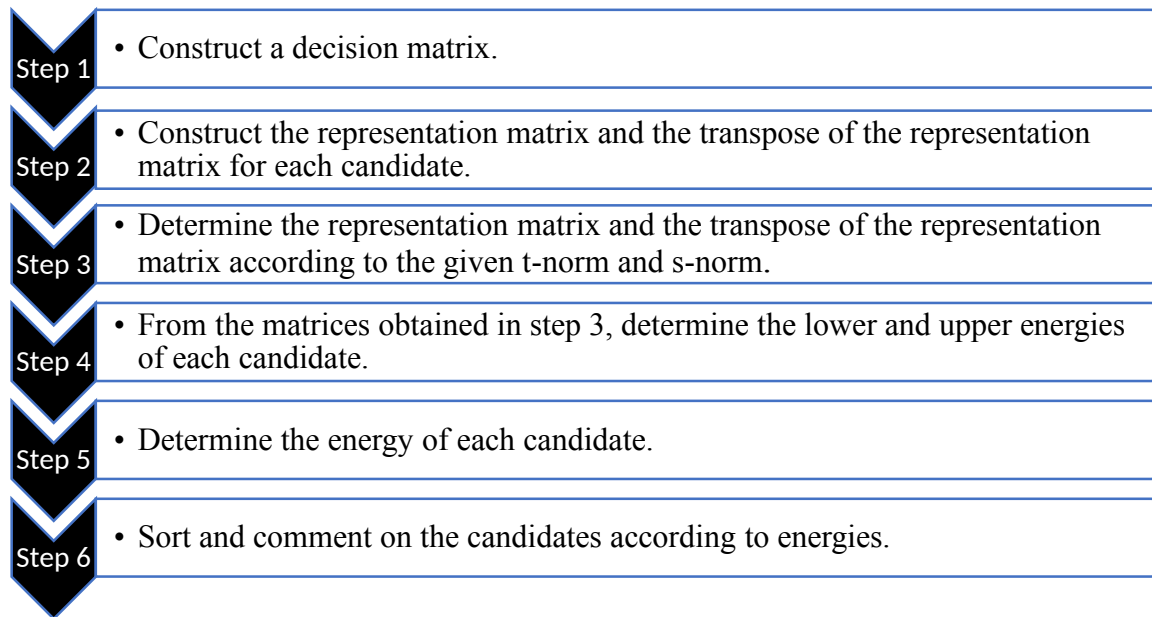 Step 1
• Construct a decision matrix.
Step 2
• Construct the representation matrix and the transpose of the representation
matrix for each candidate.
Step 3
• Determine the representation matrix and the transpose of the representation
matrix according to the given t-norm and s-norm.
Step 4
• From the matrices obtained in step 3, determine the lower and upper energies
of each candidate.
Step 5
• Determine the energy of each candidate.
Step 6
• Sort and comment on the candidates according to energies.